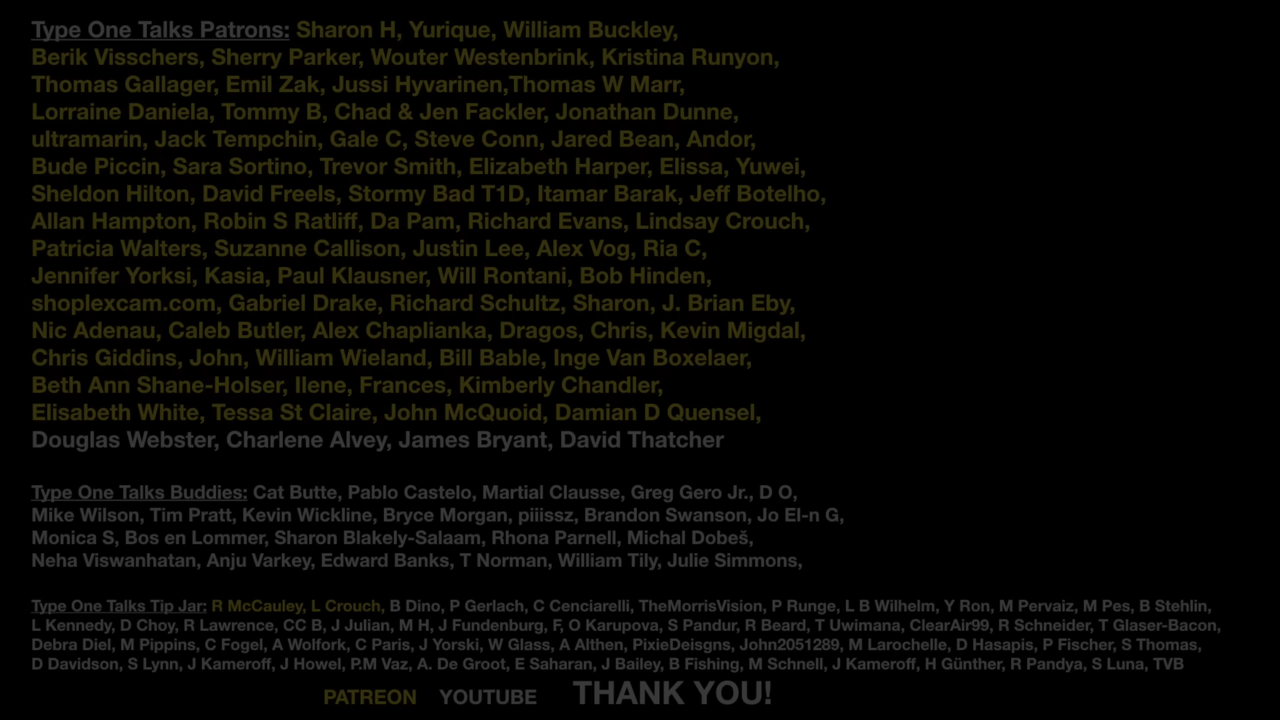 Type One Talks Patrons: Sharon H, Yurique, William Buckley,
Berik Visschers, Sherry Parker, Wouter Westenbrink, Kristina Runyon,
Thomas Gallager, Emil Zak, Jussi Hyvarinen,Thomas W Marr,
Lorraine Daniela, Tommy B, Chad & Jen Fackler, Jonathan Dunne,
ultramarin, Jack Tempchin, Gale C, Steve Conn, Jared Bean, Andor,
Bude Piccin, Sara Sortino, Trevor Smith, Elizabeth Harper, Elissa, Yuwei,
Sheldon Hilton, David Freels, Stormy Bad T1D, Itamar Barak, Jeff Botelho,
Allan Hampton, Robin S Ratliff, Da Pam, Richard Evans, Lindsay Crouch,
Patricia Walters, Suzanne Callison, Justin Lee, Alex Vog, Ria C,
Jennifer Yorksi, Kasia, Paul Klausner, Will Rontani, Bob Hinden,
shoplexcam.com, Gabriel Drake, Richard Schultz, Sharon, J. Brian Eby,
Nic Adenau, Caleb Butler, Alex Chaplianka, Dragos, Chris, Kevin Migdal,
Chris Giddins, John, William Wieland, Bill Bable, Inge Van Boxelaer,
Beth Ann Shane-Holser, Ilene, Frances, Kimberly Chandler,
Elisabeth White, Tessa St Claire, John McQuoid, Damian D Quensel,
Douglas Webster, Charlene Alvey, James Bryant, David Thatcher
Type One Talks Buddies: Cat Butte, Pablo Castelo, Martial Clausse, Greg Gero Jr., D O,
Mike Wilson, Tim Pratt, Kevin Wickline, Bryce Morgan, piiissz, Brandon Swanson, Jo El-n G,
Monica S, Bos en Lommer, Sharon Blakely-Salaam, Rhona Parnell, Michal Dobeš,
Neha Viswanhatan, Anju Varkey, Edward Banks, T Norman, William Tily, Julie Simmons,
Type One Talks Tip Jar: R McCauley, L Crouch, B Dino, P Gerlach, C Cenciarelli, TheMorrisVision, P Runge, L B Wilhelm, Y Ron, M Pervaiz, M Pes, B Stehlin,
L Kennedy, D Choy, R Lawrence, CC B, J Julian, M H, J Fundenburg, F, O Karupova, S Pandur, R Beard, T Uwimana, ClearAir99, R Schneider, T Glaser-Bacon,
Debra Diel, M Pippins, C Fogel, A Wolfork, C Paris, J Yorski, W Glass, A Althen, PixieDeisgns, John2051289, M Larochelle, D Hasapis, P Fischer, S Thomas,
D Davidson, S Lynn, J Kameroff, J Howel, P.M Vaz, A. De Groot, E Saharan, J Bailey, B Fishing, M Schnell, J Kameroff, H Günther, R Pandya, S Luna, TVB
PATREON YOUTUBE THANK YOU!